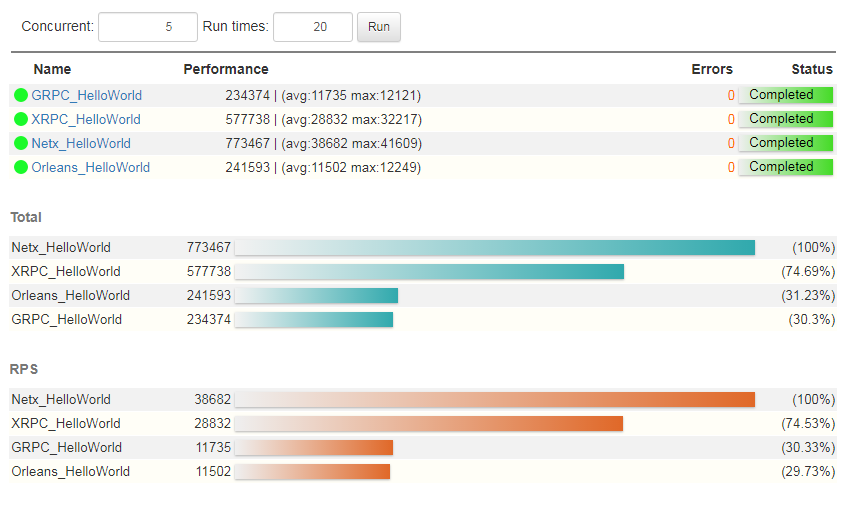 Concurrent: 5 Run times: 20 Run
Name Performance Errors Status
GRPC_HelloWorld 234374 | (avg:11735 max:12121) 0 Completed
XRPC_HelloWorld 577738 | (avg:28832 max:32217) 0 Completed
Netx_HelloWorld 773467 | (avg:38682 max:41609) 0 Completed
Orleans_HelloWorld 241593 | (avg:11502 max:12249) 0 Completed
Total
Netx_HelloWorld 773467 (100%)
XRPC_HelloWorld 577738 (74.69%)
Orleans_HelloWorld 241593 (31.23%)
GRPC_HelloWorld 234374 (30.3%)
RPS
Netx_HelloWorld 38682 (100%)
XRPC_HelloWorld 28832 (74.53%)
GRPC_HelloWorld 11735 (30.33%)
Orleans_HelloWorld 11502 (29.73%)